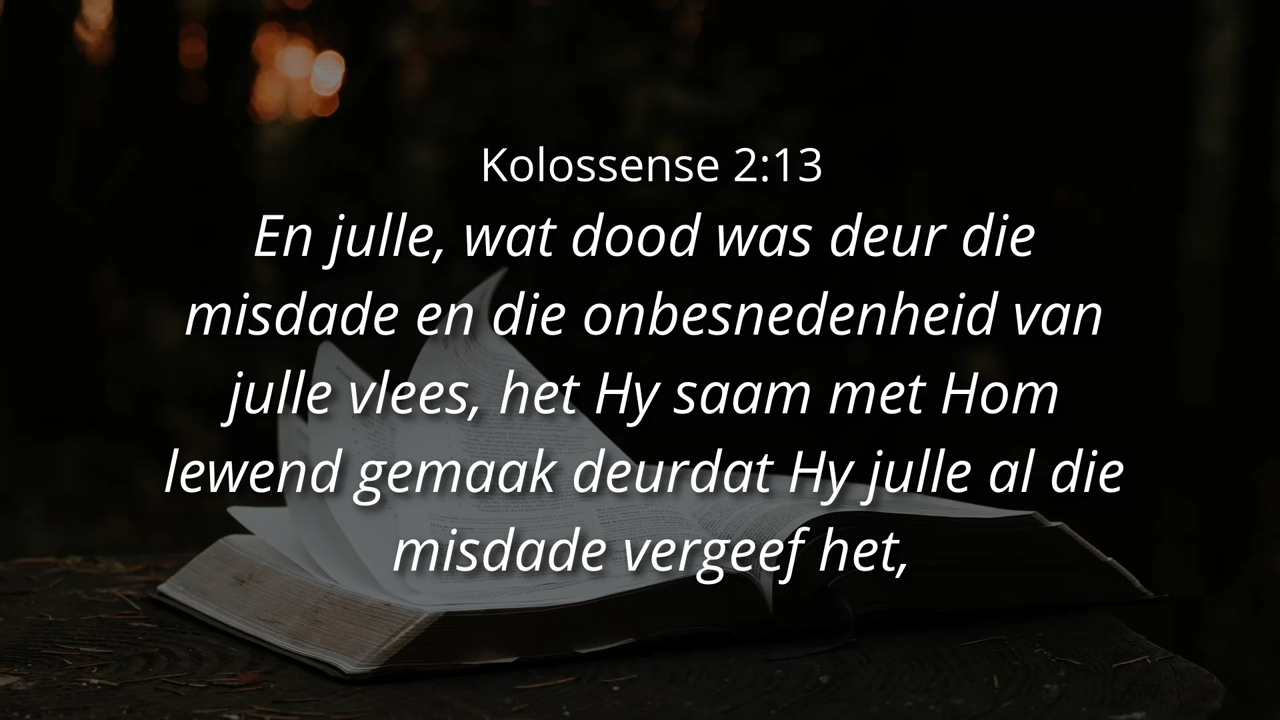 Kolossense 2:13
En julle, wat dood was deur die
misdade en die onbesnedenheid van
julle vlees, het Hy saam met Hom
lewend gemaak deurdat Hy julle al die
misdade vergeef het,